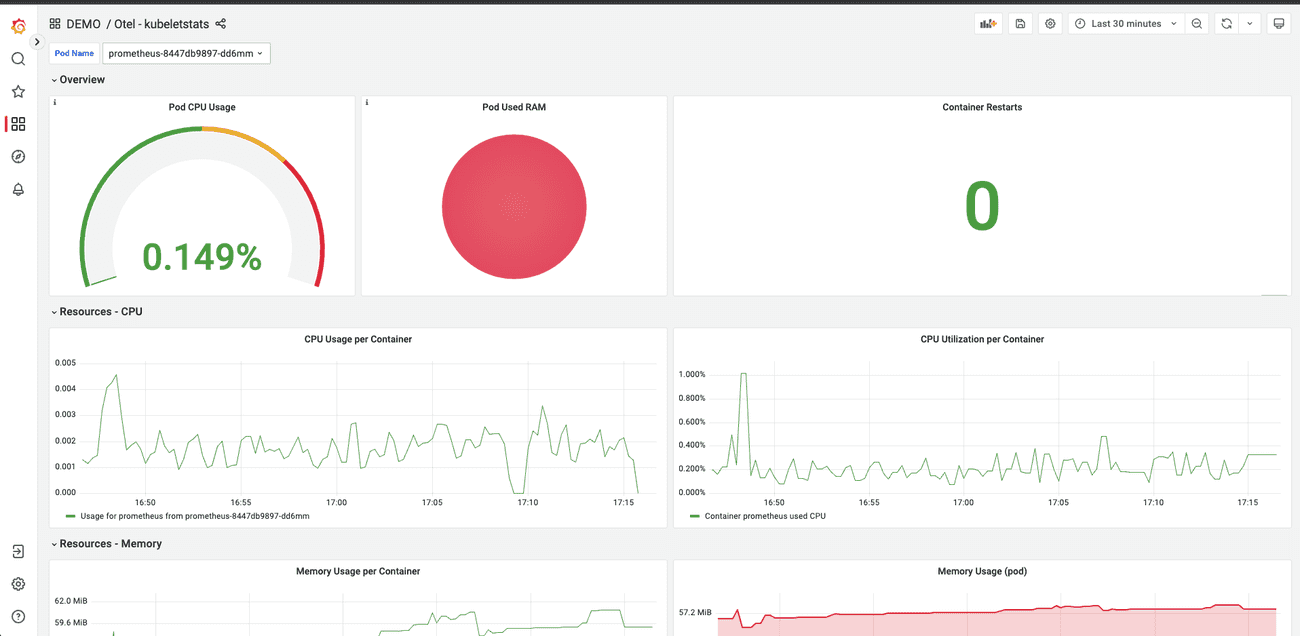 DEMO / Otel - kubeletstats
Last 30 minutes
Pod Name prometheus-8447db9897-dd6mm
Overview
Pod CPU Usage
0.149%
Pod Used RAM
Container Restarts
0
Resources - CPU
CPU Usage per Container
0.005
0.004
0.003
0.002
0.001
0.000
16:50 16:55 17:00 17:05 17:10 17:15
Usage for prometheus from prometheus-8447db9897-dd6mm
CPU Utilization per Container
1.000%
0.800%
0.600%
0.400%
0.200%
0.000%
16:50 16:55 17:00 17:05 17:10 17:15
Container prometheus used CPU
Resources - Memory
Memory Usage per Container
62.0 MiB
59.6 MiB
Memory Usage (pod)
57.2 MiB